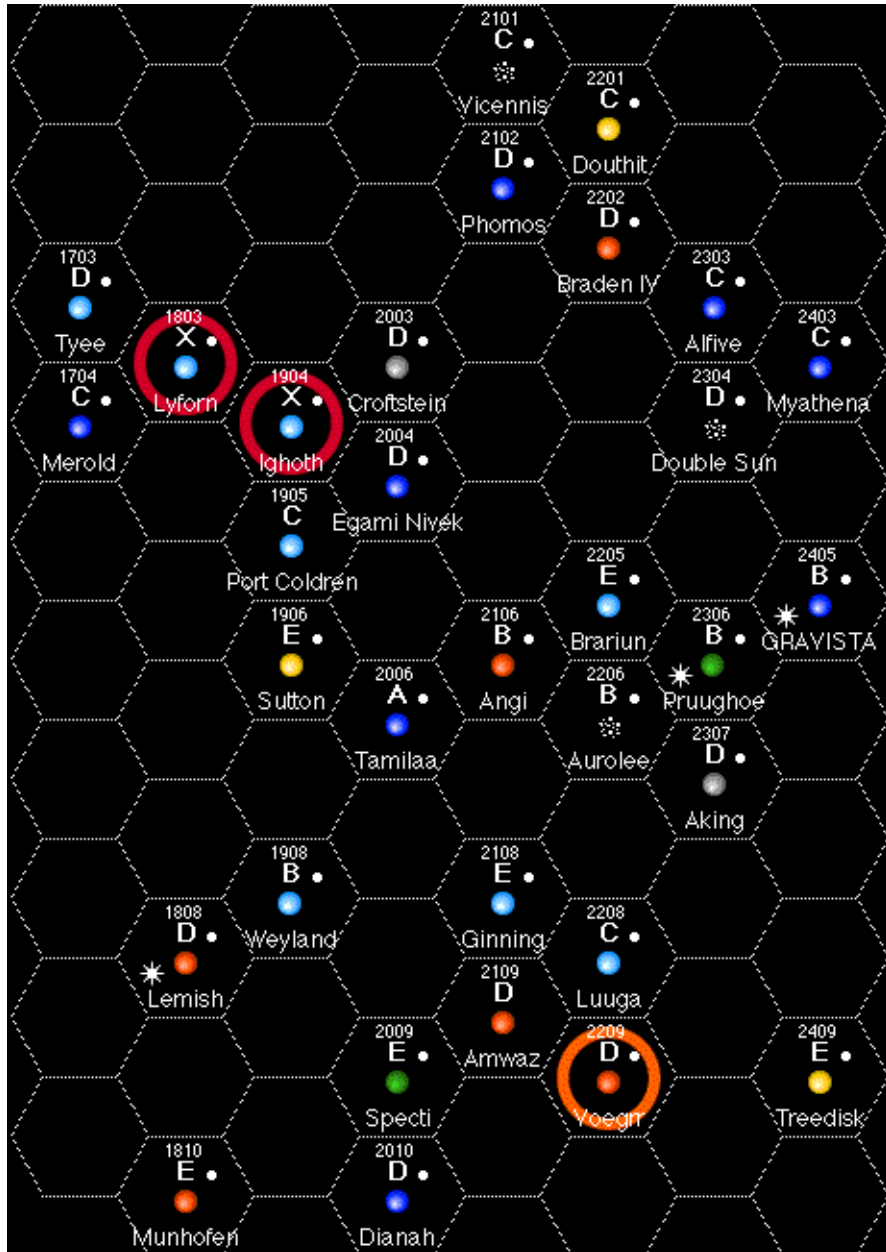 2101
C
Vicennis
2201
C
Douthit
2102
D
Phomos
2202
D
Braden IV
1703
D
Tyee
2303
C
Alfive
1803
X
Lyforn
2003
D
Croftstein
2403
C
Myathena
1704
C
Merold
1904
X
Ighoth
2304
D
Double Sun
2004
D
Egami Nivek
1905
C
Port Coldren
2205
E
Brariun
2405
B
GRAVISTA
1906
E
Sutton
2106
B
Angi
2306
B
Pruughoe
2006
A
Tamilaa
2206
B
Aurolee
2307
D
Aking
1908
B
Weyland
2108
E
Ginning
1808
D
Lemish
2208
C
Luuga
2109
D
Amwaz
2009
E
Specti
2209
D
Voegrr
2409
E
Treedisk
1810
E
Munhofen
2010
D
Dianah